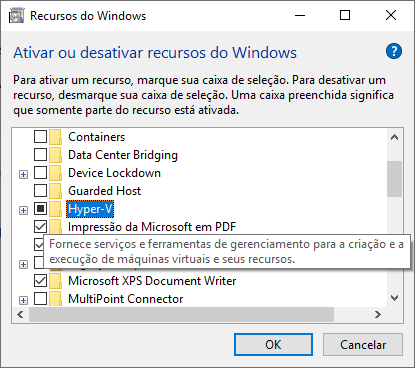 Recursos do Windows
Ativar ou desativar recursos do Windows
Para ativar um recurso, marque sua caixa de seleção. Para desativar um
recurso, desmarque sua caixa de seleção. Uma caixa preenchida significa
que somente parte do recurso está ativada.
Containers
Data Center Bridging
Device Lockdown
Guarded Host
Hyper-V
Impressão da Microsoft em PDF
Fornece serviços e ferramentas de gerenciamento para a criação e a
execução de máquinas virtuais e seus recursos.
Microsoft XPS Document Writer
MultiPoint Connector
OK
Cancelar